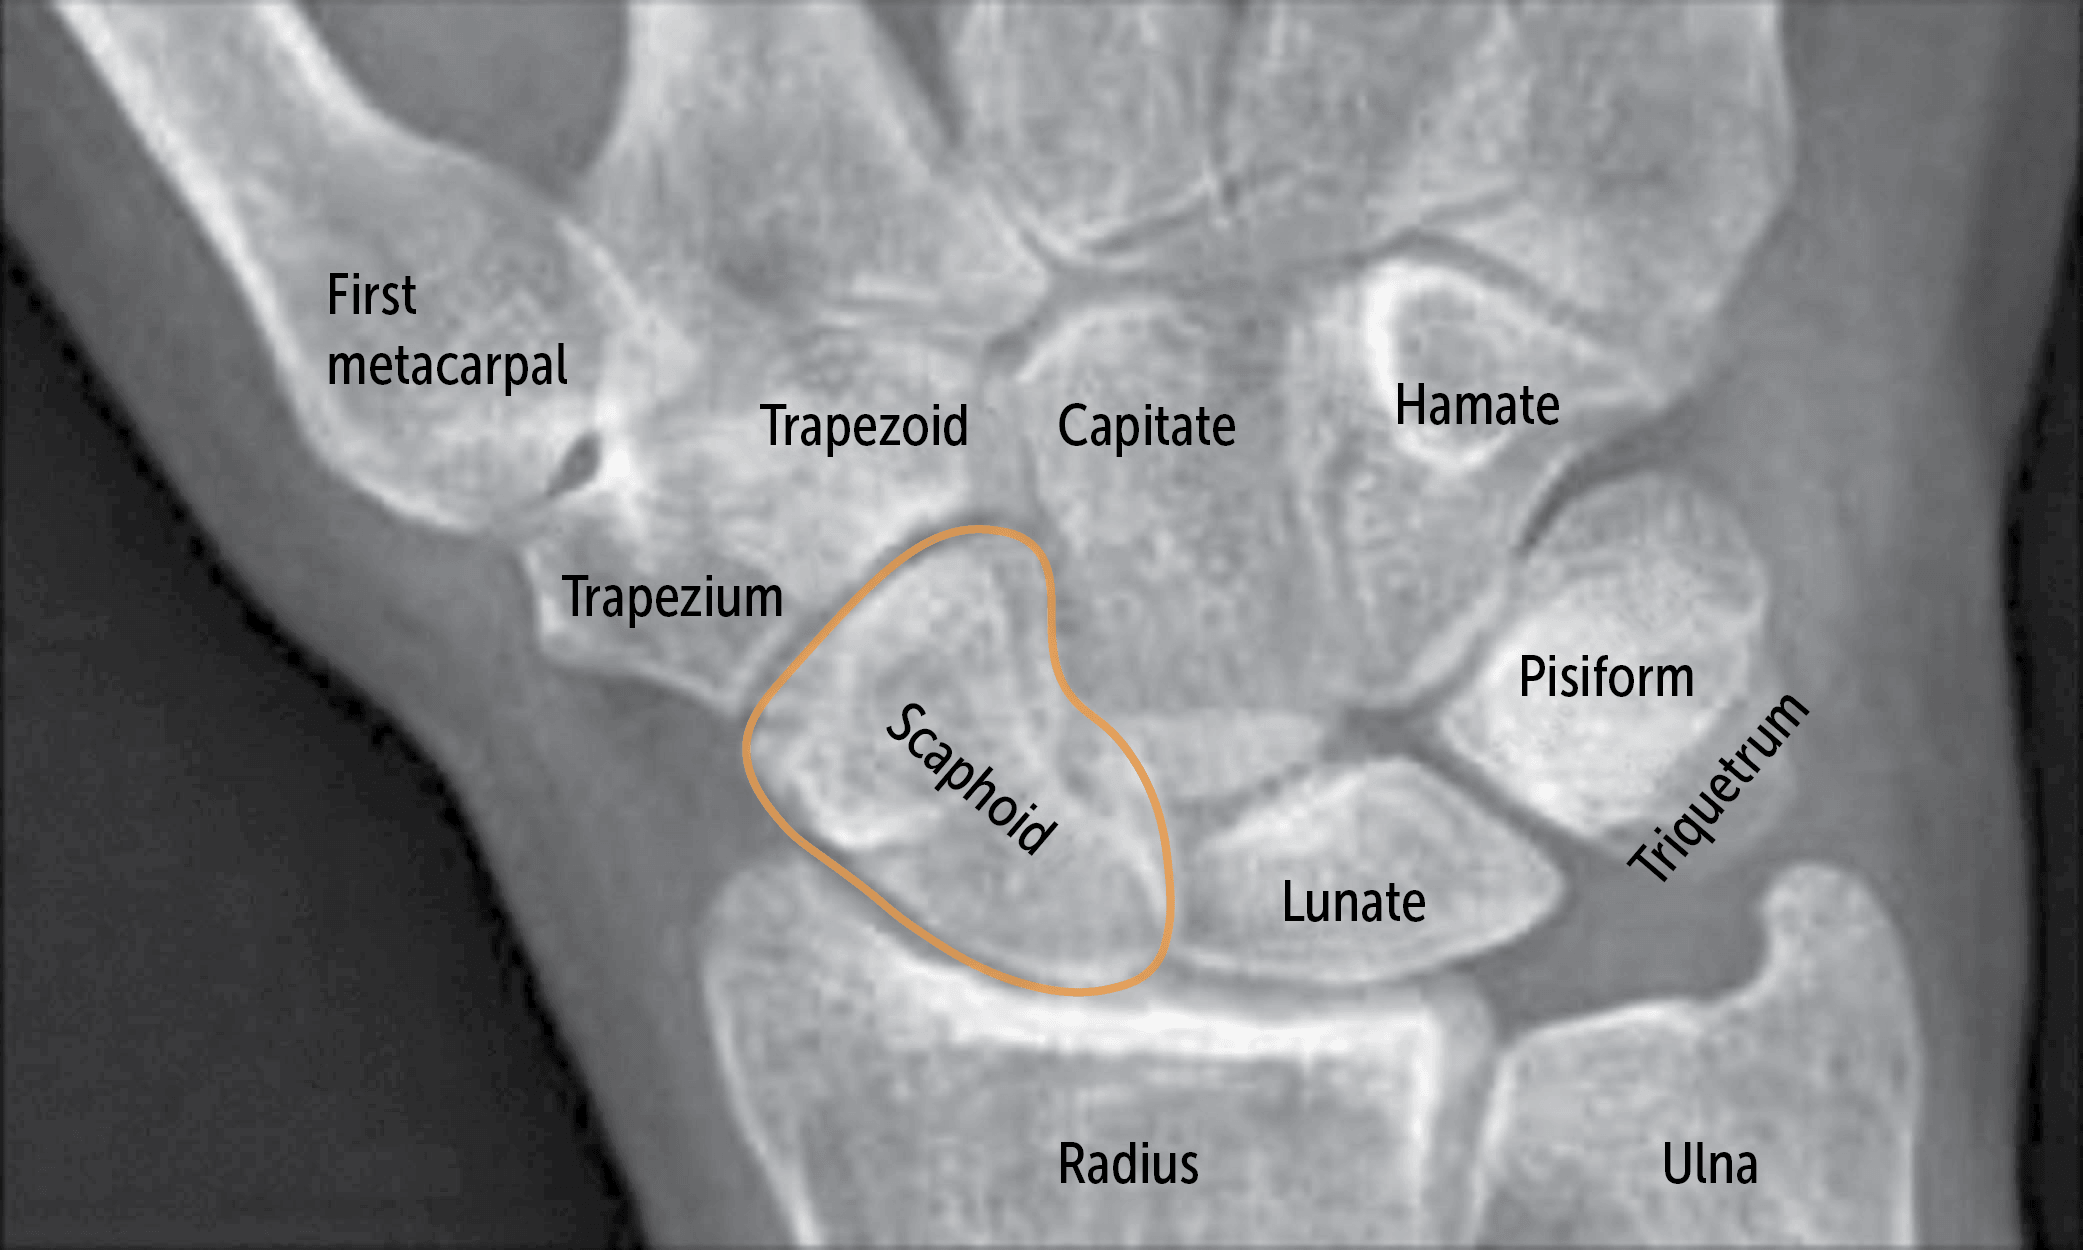 First
metacarpal
Trapezoid
Capitate
Hamate
Trapezium
Pisiform
Triquetrum
Scaphoid
Lunate
Radius
Ulna